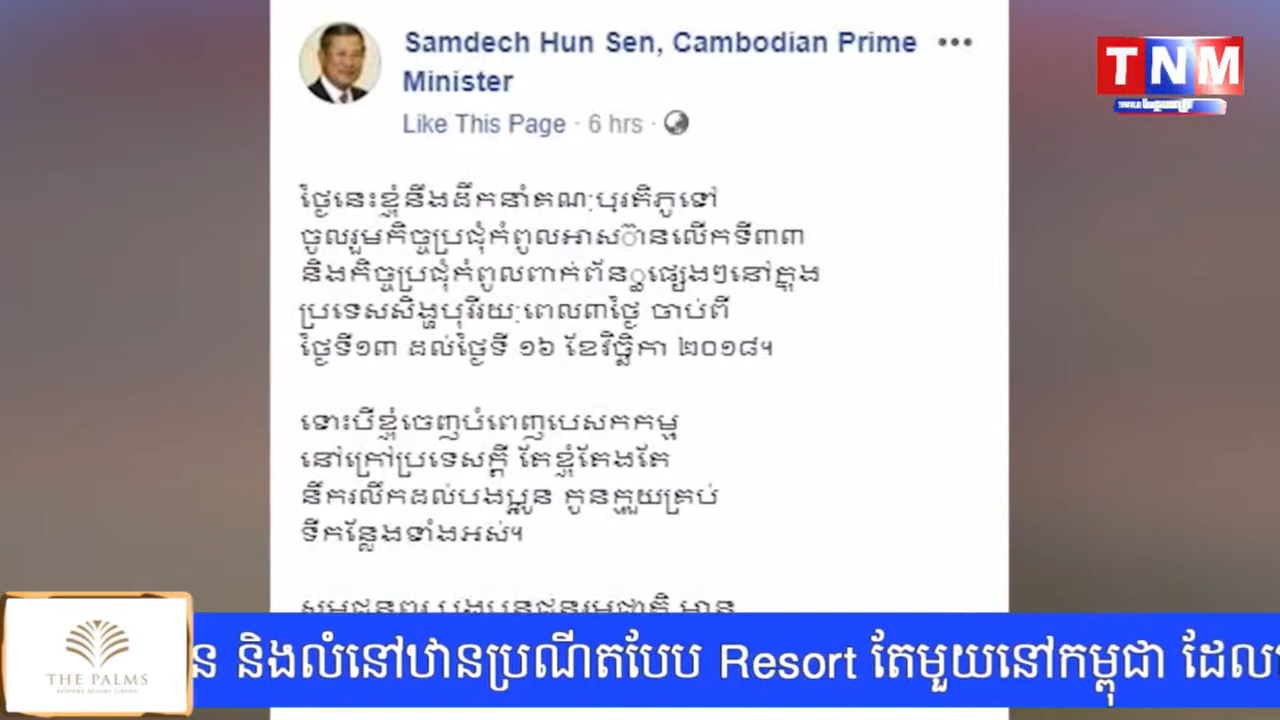 Samdech Hun Sen, Cambodian Prime
Minister
Like This Page · 6 hrs ·
TNM
ថ្ងៃនេះខ្ញុំនឹងដឹកនាំគណៈប្រតិភូទៅ
ចូលរួមកិច្ចប្រជុំកំពូលអាស៊ានលើកទី៣៣
និងកិច្ចប្រជុំកំពូលពាក់ព័ន្ធផ្សេងៗនៅក្នុង
ប្រទេសសិង្ហបុរីរយៈពេល៣ថ្ងៃ ចាប់ពី
ថ្ងៃទី១៣ ដល់ថ្ងៃទី ១៦ ខែវិច្ឆិកា ២០១៨។
ទោះបីខ្ញុំចេញបំពេញបេសកកម្ម
នៅក្រៅប្រទេសក្តី តែខ្ញុំតែងតែ
នឹករលឹកដល់បងប្អូន កូនក្មួយគ្រប់
ទីកន្លែងទាំងអស់។
THE PALMS
BESPOKE RESORT LIVING
ន និងលំនៅឋានប្រណីតបែប Resort តែមួយនៅកម្ពុជា ដែល